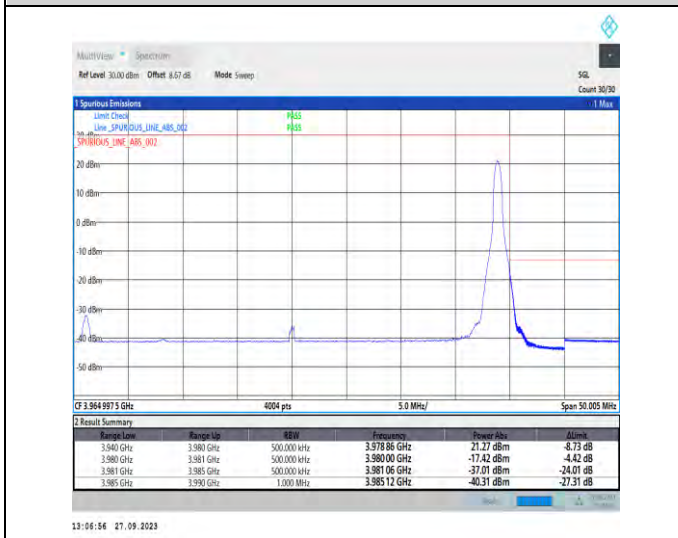 MultiView Spectrum
Ref Level 30.00 dBm Offset 8.67 dB Mode Sweep SGL
Count 30/30
1 Spurious Emissions 1 Max
Limit Check PASS
Line _SPURIOUS_LINE_ABS_002 PASS
_SPURIOUS_LINE_ABS_002
20 dBm
10 dBm
0 dBm
-10 dBm
-20 dBm
-30 dBm
-40 dBm
-50 dBm
CF 3.964 997 5 GHz 4004 pts 5.0 MHz/ Span 50.005 MHz
2 Result Summary
Range Low Range Up RBW Frequency Power Abs ΔLimit
3.940 GHz 3.980 GHz 500.000 kHz 3.978 86 GHz 21.27 dBm -8.73 dB
3.980 GHz 3.981 GHz 500.000 kHz 3.980 00 GHz -17.42 dBm -4.42 dB
3.981 GHz 3.985 GHz 500.000 kHz 3.981 06 GHz -37.01 dBm -24.01 dB
3.985 GHz 3.990 GHz 1.000 MHz 3.985 12 GHz -40.31 dBm -27.31 dB
Ready
13:06:56 27.09.2023